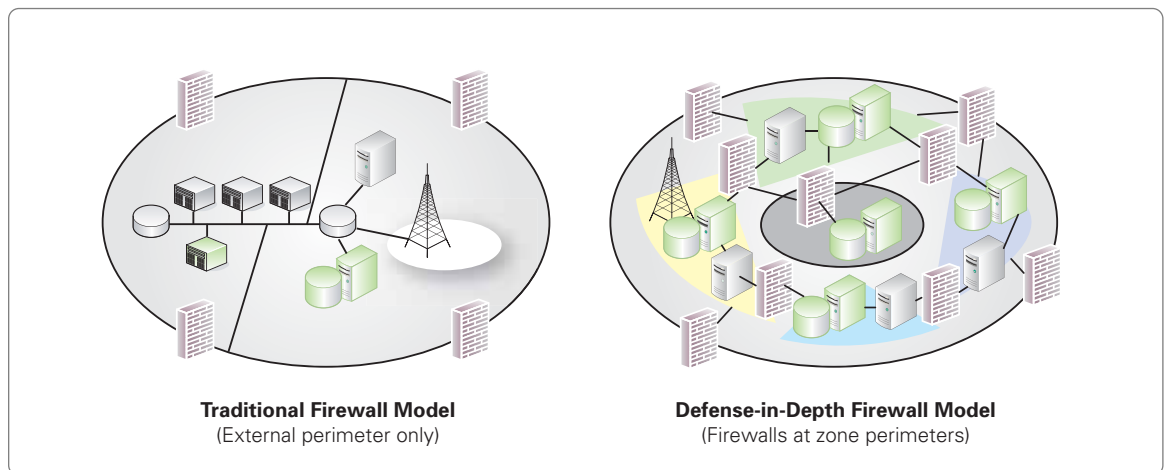 Traditional Firewall Model
(External perimeter only)
Defense-in-Depth Firewall Model
(Firewalls at zone perimeters)